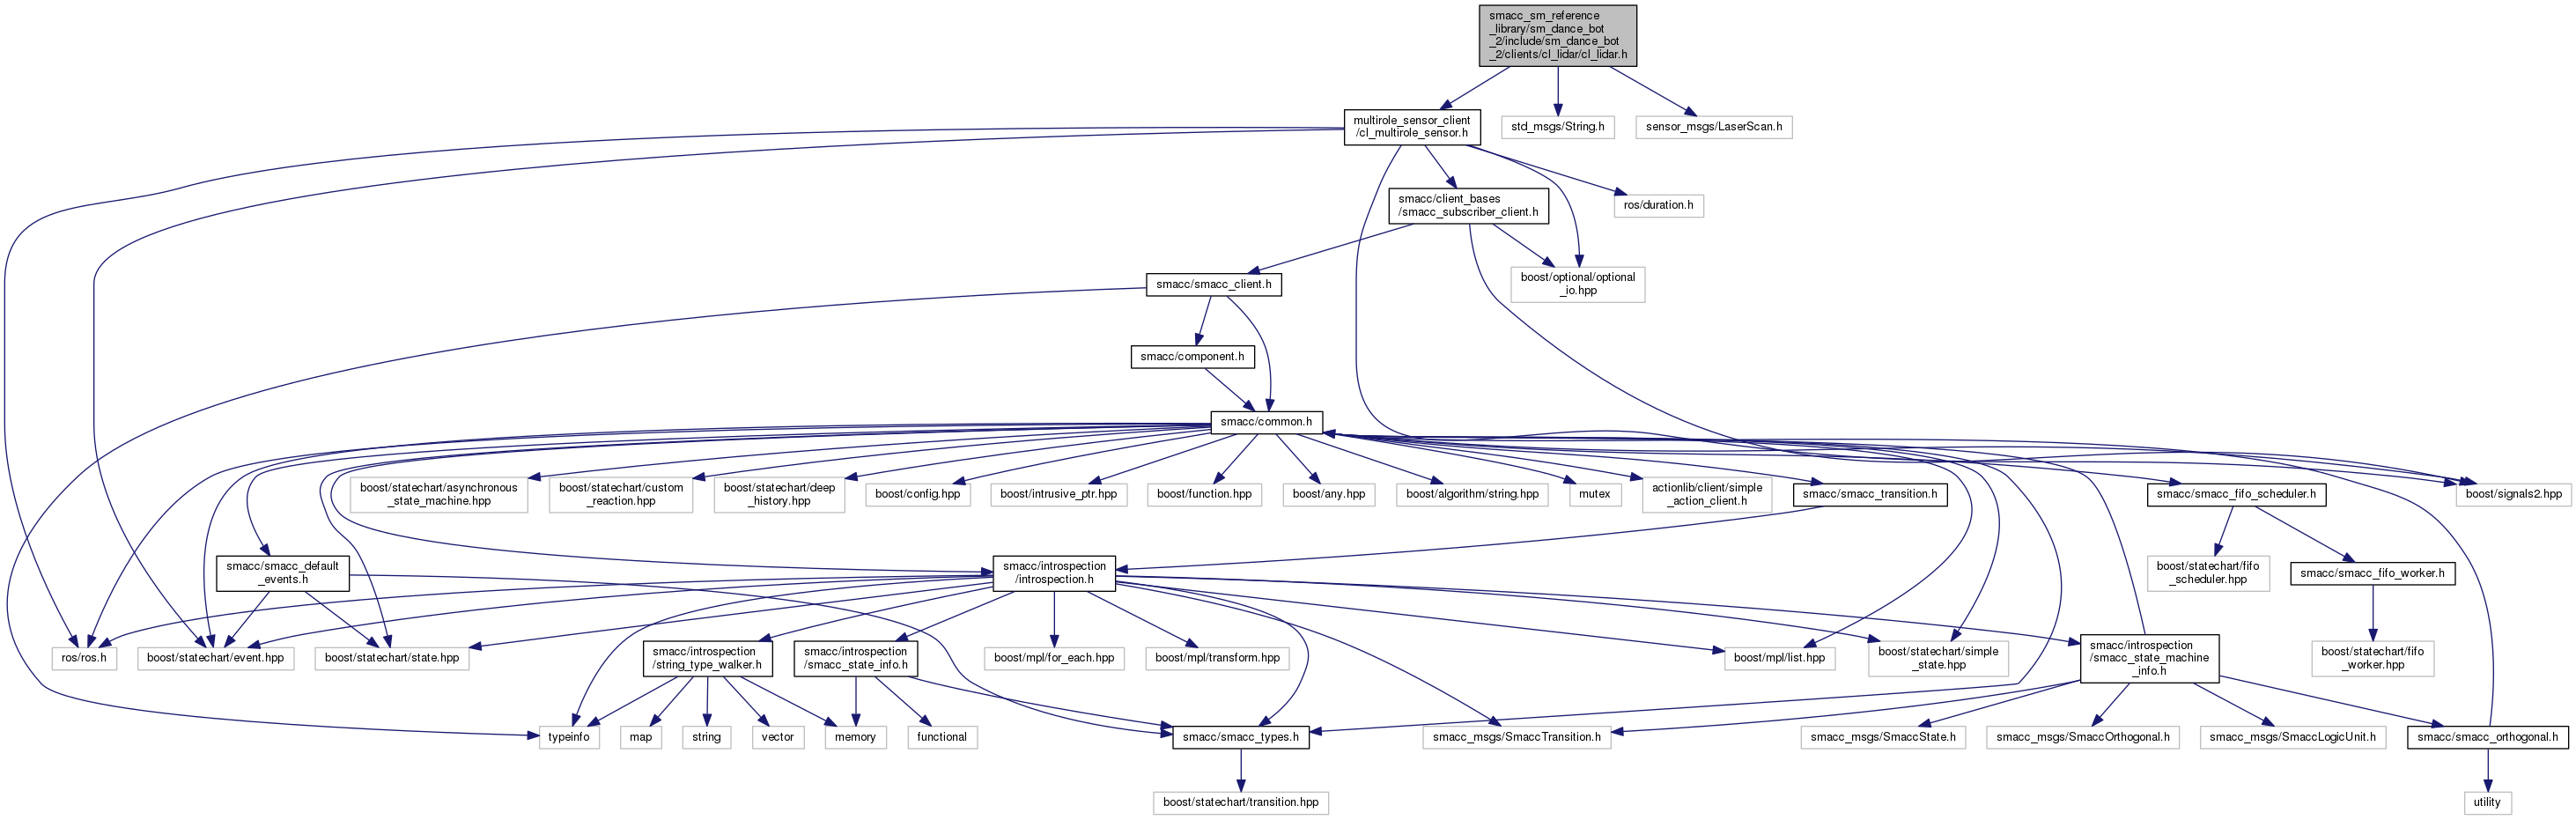 smacc_sm_reference
_library/sm_dance_bot
_2/include/sm_dance_bot
_2/clients/cl_lidar/cl_lidar.h
multirole_sensor_client
/cl_multirole_sensor.h
std_msgs/String.h
sensor_msgs/LaserScan.h
smacc/client_bases
/smacc_subscriber_client.h
ros/duration.h
smacc/smacc_client.h
boost/optional/optional
_io.hpp
smacc/component.h
smacc/common.h
boost/statechart/asynchronous
_state_machine.hpp
boost/statechart/custom
_reaction.hpp
boost/statechart/deep
_history.hpp
boost/config.hpp
boost/intrusive_ptr.hpp
boost/function.hpp
boost/any.hpp
boost/algorithm/string.hpp
mutex
actionlib/client/simple
_action_client.h
smacc/smacc_transition.h
smacc/smacc_fifo_scheduler.h
boost/signals2.hpp
smacc/smacc_default
_events.h
smacc/introspection
/introspection.h
boost/statechart/fifo
_scheduler.hpp
smacc/smacc_fifo_worker.h
ros/ros.h
boost/statechart/event.hpp
boost/statechart/state.hpp
smacc/introspection
/string_type_walker.h
smacc/introspection
/smacc_state_info.h
boost/mpl/for_each.hpp
boost/mpl/transform.hpp
boost/mpl/list.hpp
boost/statechart/simple
_state.hpp
smacc/introspection
/smacc_state_machine
_info.h
boost/statechart/fifo
_worker.hpp
typeinfo
map
string
vector
memory
functional
smacc/smacc_types.h
smacc_msgs/SmaccTransition.h
smacc_msgs/SmaccState.h
smacc_msgs/SmaccOrthogonal.h
smacc_msgs/SmaccLogicUnit.h
smacc/smacc_orthogonal.h
boost/statechart/transition.hpp
utility